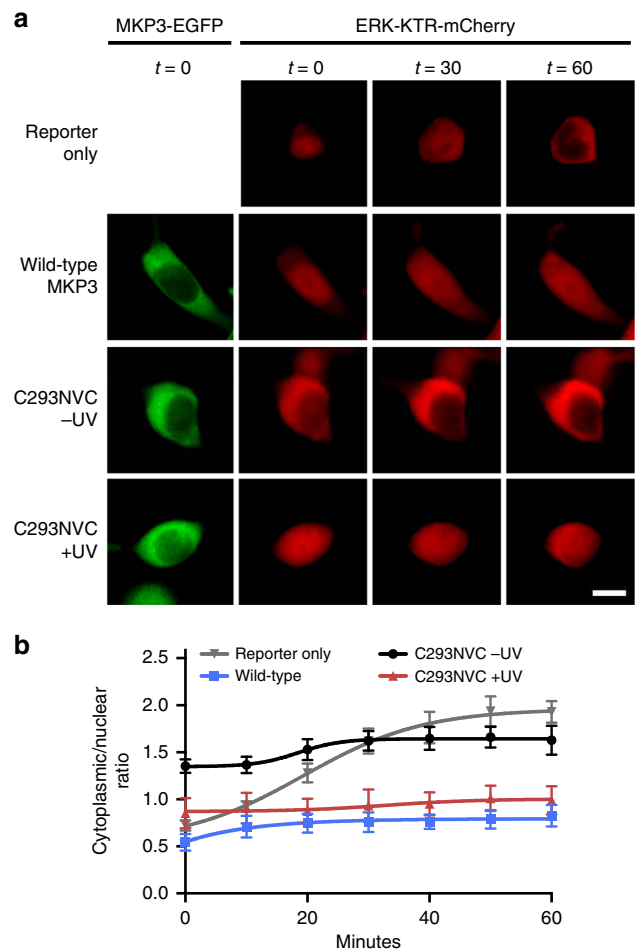 a
MKP3-EGFP
ERK-KTR-mCherry
t = 0
t = 0
t = 30
t = 60
Reporter
only
Wild-type
MKP3
C293NVC
–UV
C293NVC
+UV
b
Reporter only
C293NVC –UV
Wild-type
C293NVC +UV
2.5
2.0
1.5
1.0
0.5
0.0
Cytoplasmic/nuclear
ratio
0
20
40
60
Minutes